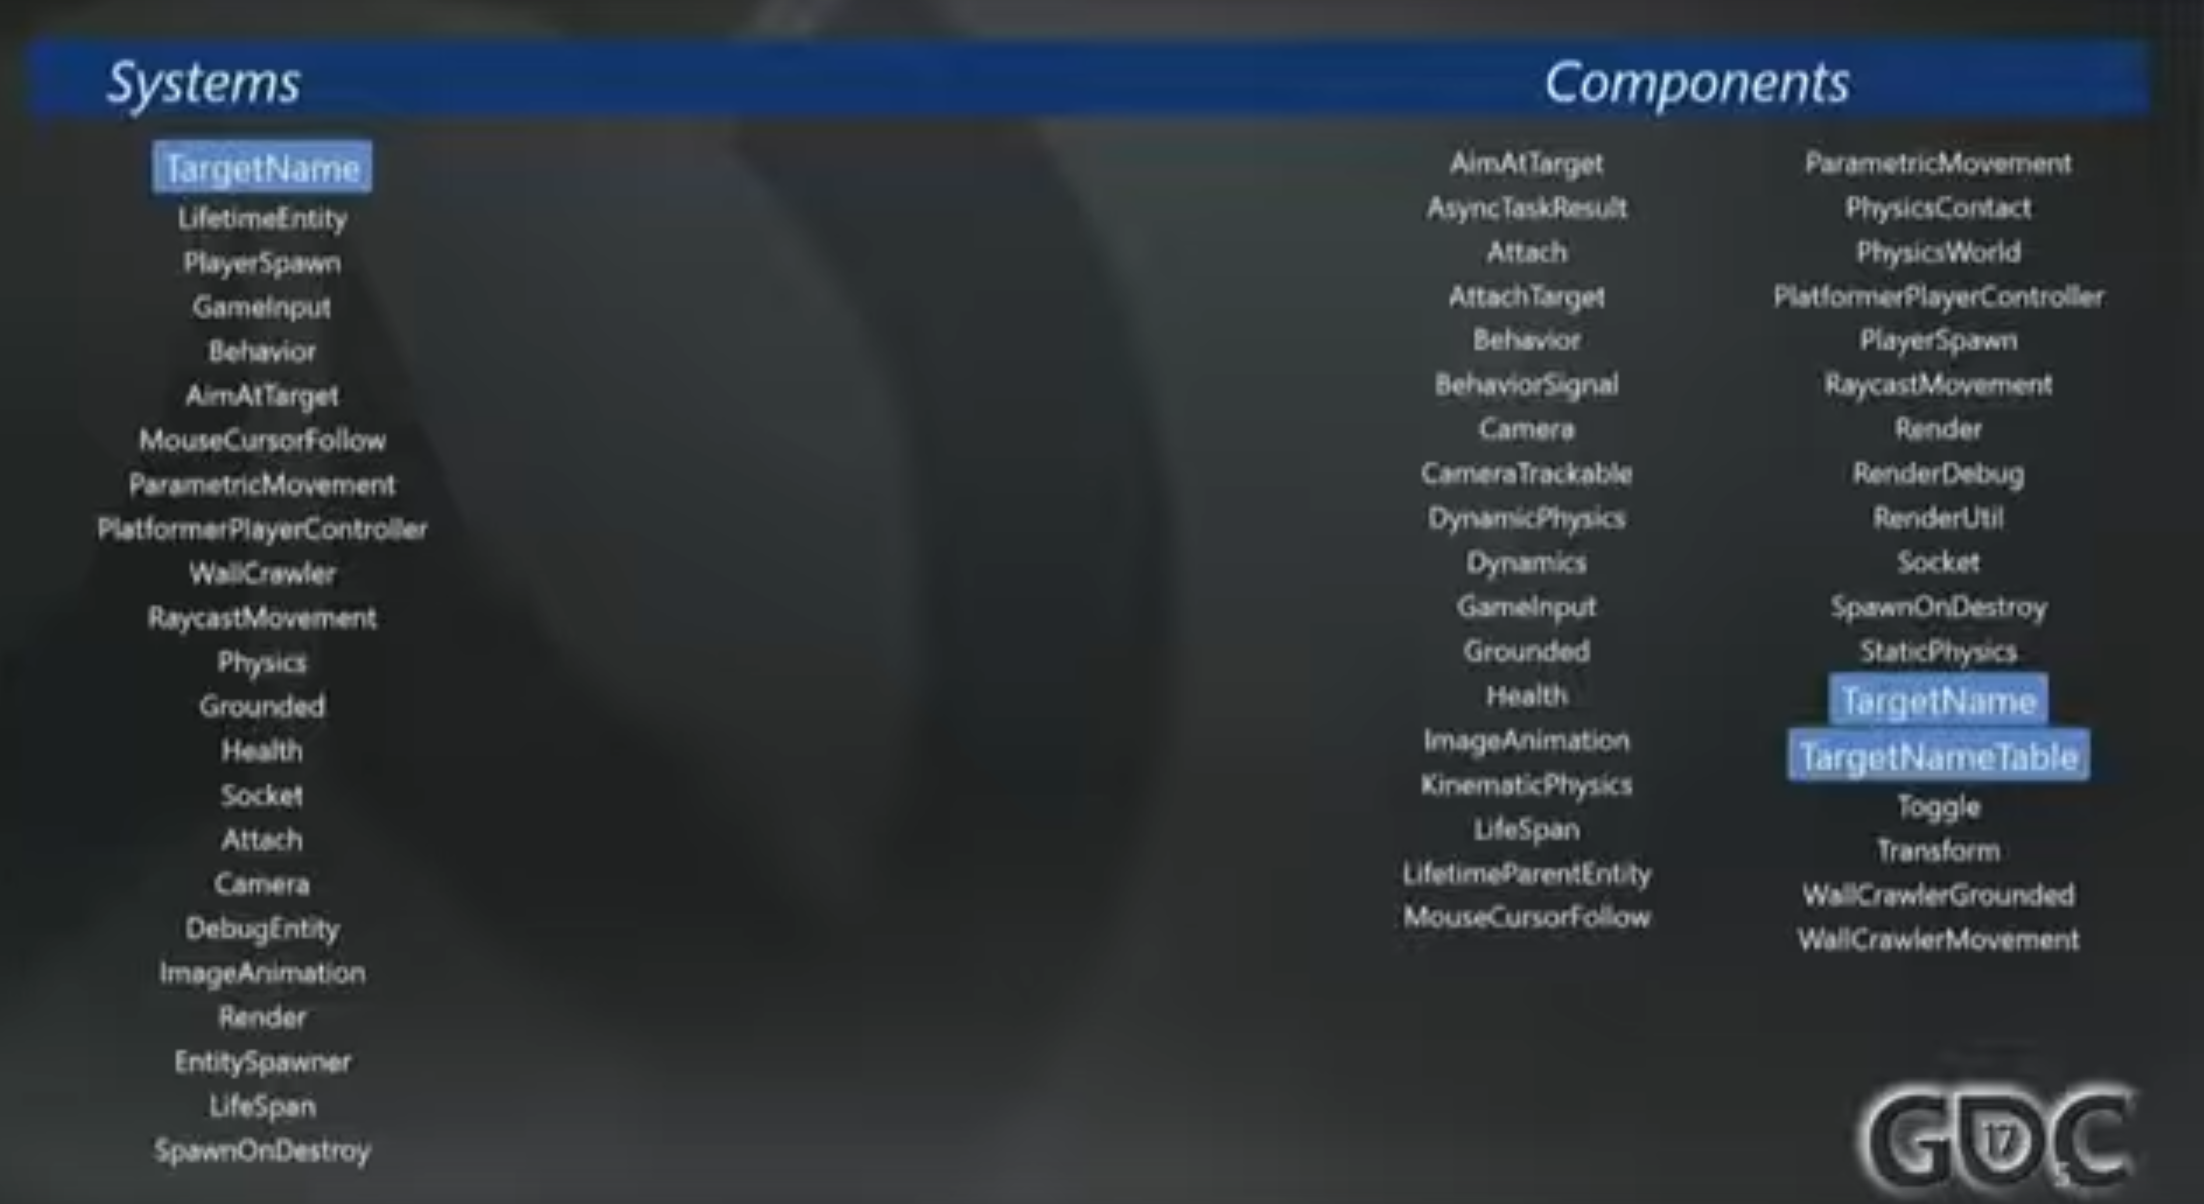 Systems
TargetName
LifetimeEntity
PlayerSpawn
GameInput
Behavior
AimAtTarget
MouseCursorFollow
ParametricMovement
PlatformerPlayerController
WallCrawler
RaycastMovement
Physics
Grounded
Health
Socket
Attach
Camera
DebugEntity
ImageAnimation
Render
EntitySpawner
LifeSpan
SpawnOnDestroy
Components
AimAtTarget
AsyncTaskResult
Attach
AttachTarget
Behavior
BehaviorSignal
Camera
CameraTrackable
DynamicPhysics
Dynamics
GameInput
Grounded
Health
ImageAnimation
KinematicPhysics
LifeSpan
LifetimeParentEntity
MouseCursorFollow
ParametricMovement
PhysicsContact
PhysicsWorld
PlatformerPlayerController
PlayerSpawn
RaycastMovement
Render
RenderDebug
RenderUtil
Socket
SpawnOnDestroy
StaticPhysics
TargetName
TargetNameTable
Toggle
Transform
WallCrawlerGrounded
WallCrawlerMovement
GDC
17